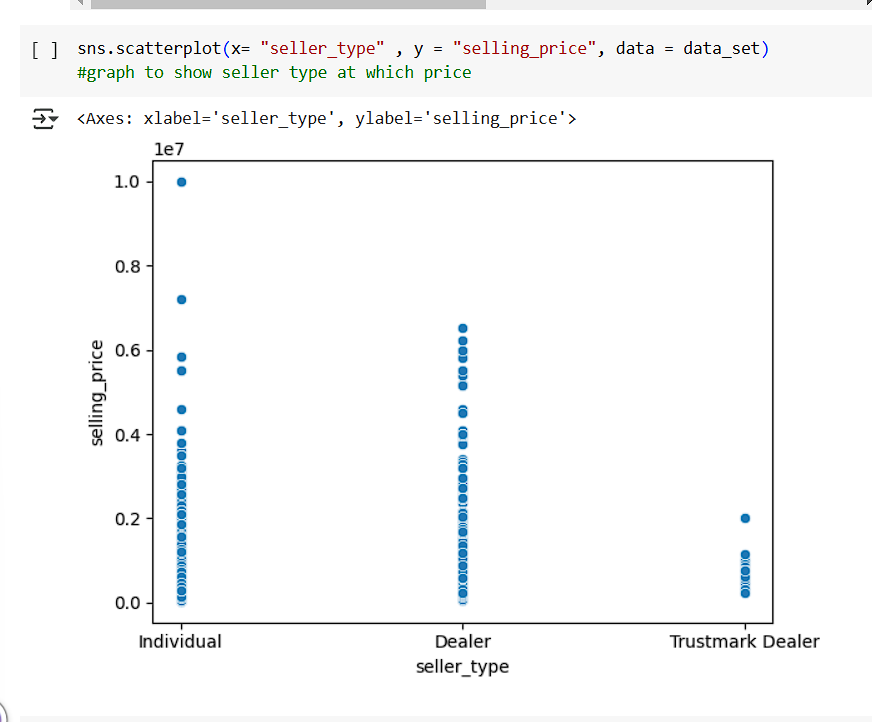 [ ] sns.scatterplot(x= "seller_type" , y = "selling_price", data = data_set)
#graph to show seller type at which price
<Axes: xlabel='seller_type', ylabel='selling_price'>
1e7
1.0
0.8
0.6
0.4
0.2
0.0
selling_price
Individual Dealer Trustmark Dealer
seller_type